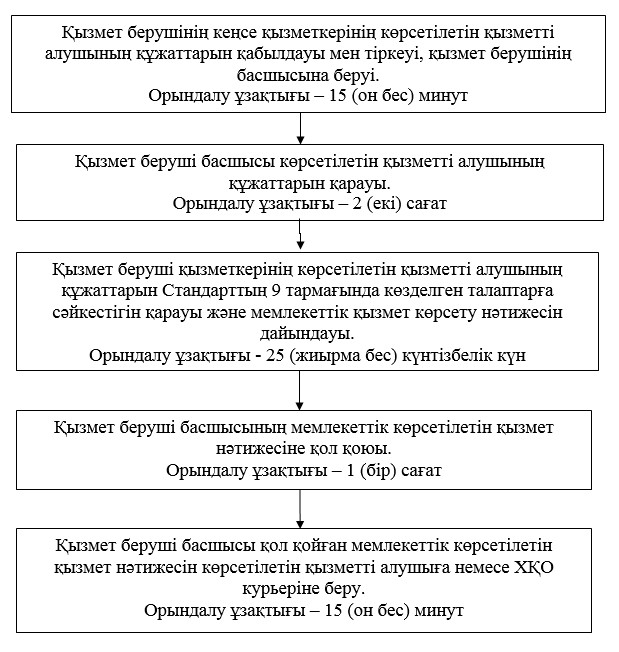 Қызмет берушінің кеңсе қызметкерінің көрсетілетін қызметті
алушының құжаттарын қабылдауы мен тіркеуі, қызмет берушінің
басшысына беруі.
Орындалу ұзақтығы – 15 (он бес) минут
Қызмет беруші басшысы көрсетілетін қызметті алушының
құжаттарын қарауы.
Орындалу ұзақтығы – 2 (екі) сағат
Қызмет беруші қызметкерінің көрсетілетін қызметті алушының
құжаттарын Стандарттың 9 тармағында көзделген талаптарға
сәйкестігін қарауы және мемлекеттік қызмет көрсету нәтижесін
дайындауы.
Орындалу ұзақтығы - 25 (жиырма бес) күнтізбелік күн
Қызмет беруші басшысының мемлекеттік көрсетілетін қызмет
нәтижесіне қол қоюы.
Орындалу ұзақтығы – 1 (бір) сағат
Қызмет беруші басшысы қол қойған мемлекеттік көрсетілетін
қызмет нәтижесін көрсетілетін қызметті алушыға немесе ХҚО
курьеріне беру.
Орындалу ұзақтығы – 15 (он бес) минут